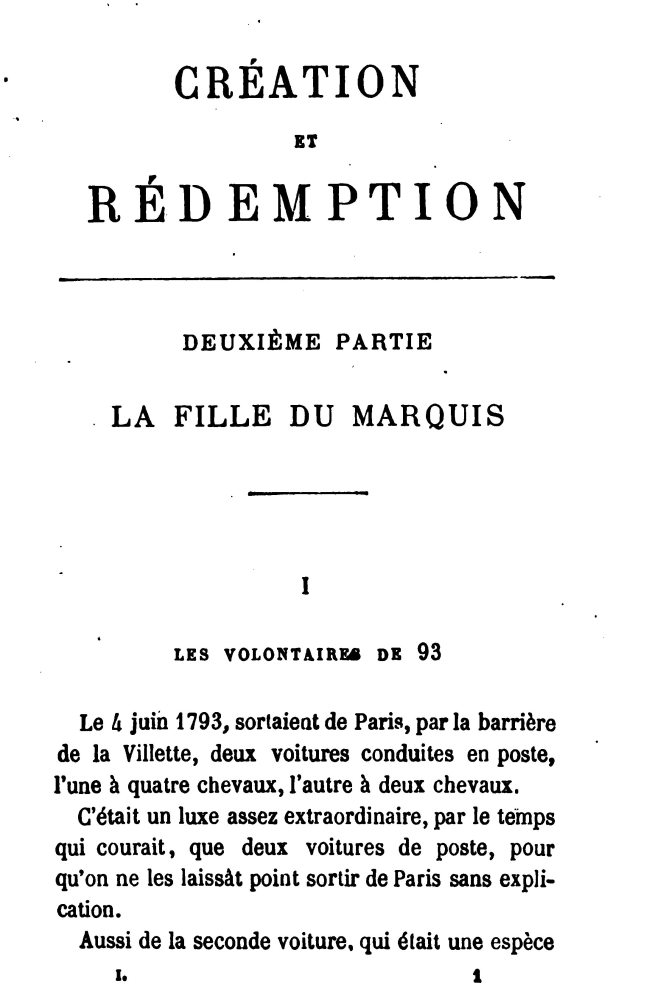 CRÉATION
ET
RÉDEMPTION
DEUXIÈME PARTIE
LA FILLE DU MARQUIS
I
LES VOLONTAIRES DE 93
Le 4 juin 1793, sortaient de Paris, par la barrière
de la Villette, deux voitures conduites en poste,
l'une à quatre chevaux, l'autre à deux chevaux.
C'était un luxe assez extraordinaire, par le temps
qui courait, que deux voitures de poste, pour
qu'on ne les laissât point sortir de Paris sans expli-
cation.
Aussi de la seconde voiture, qui était une espèce
I. 1